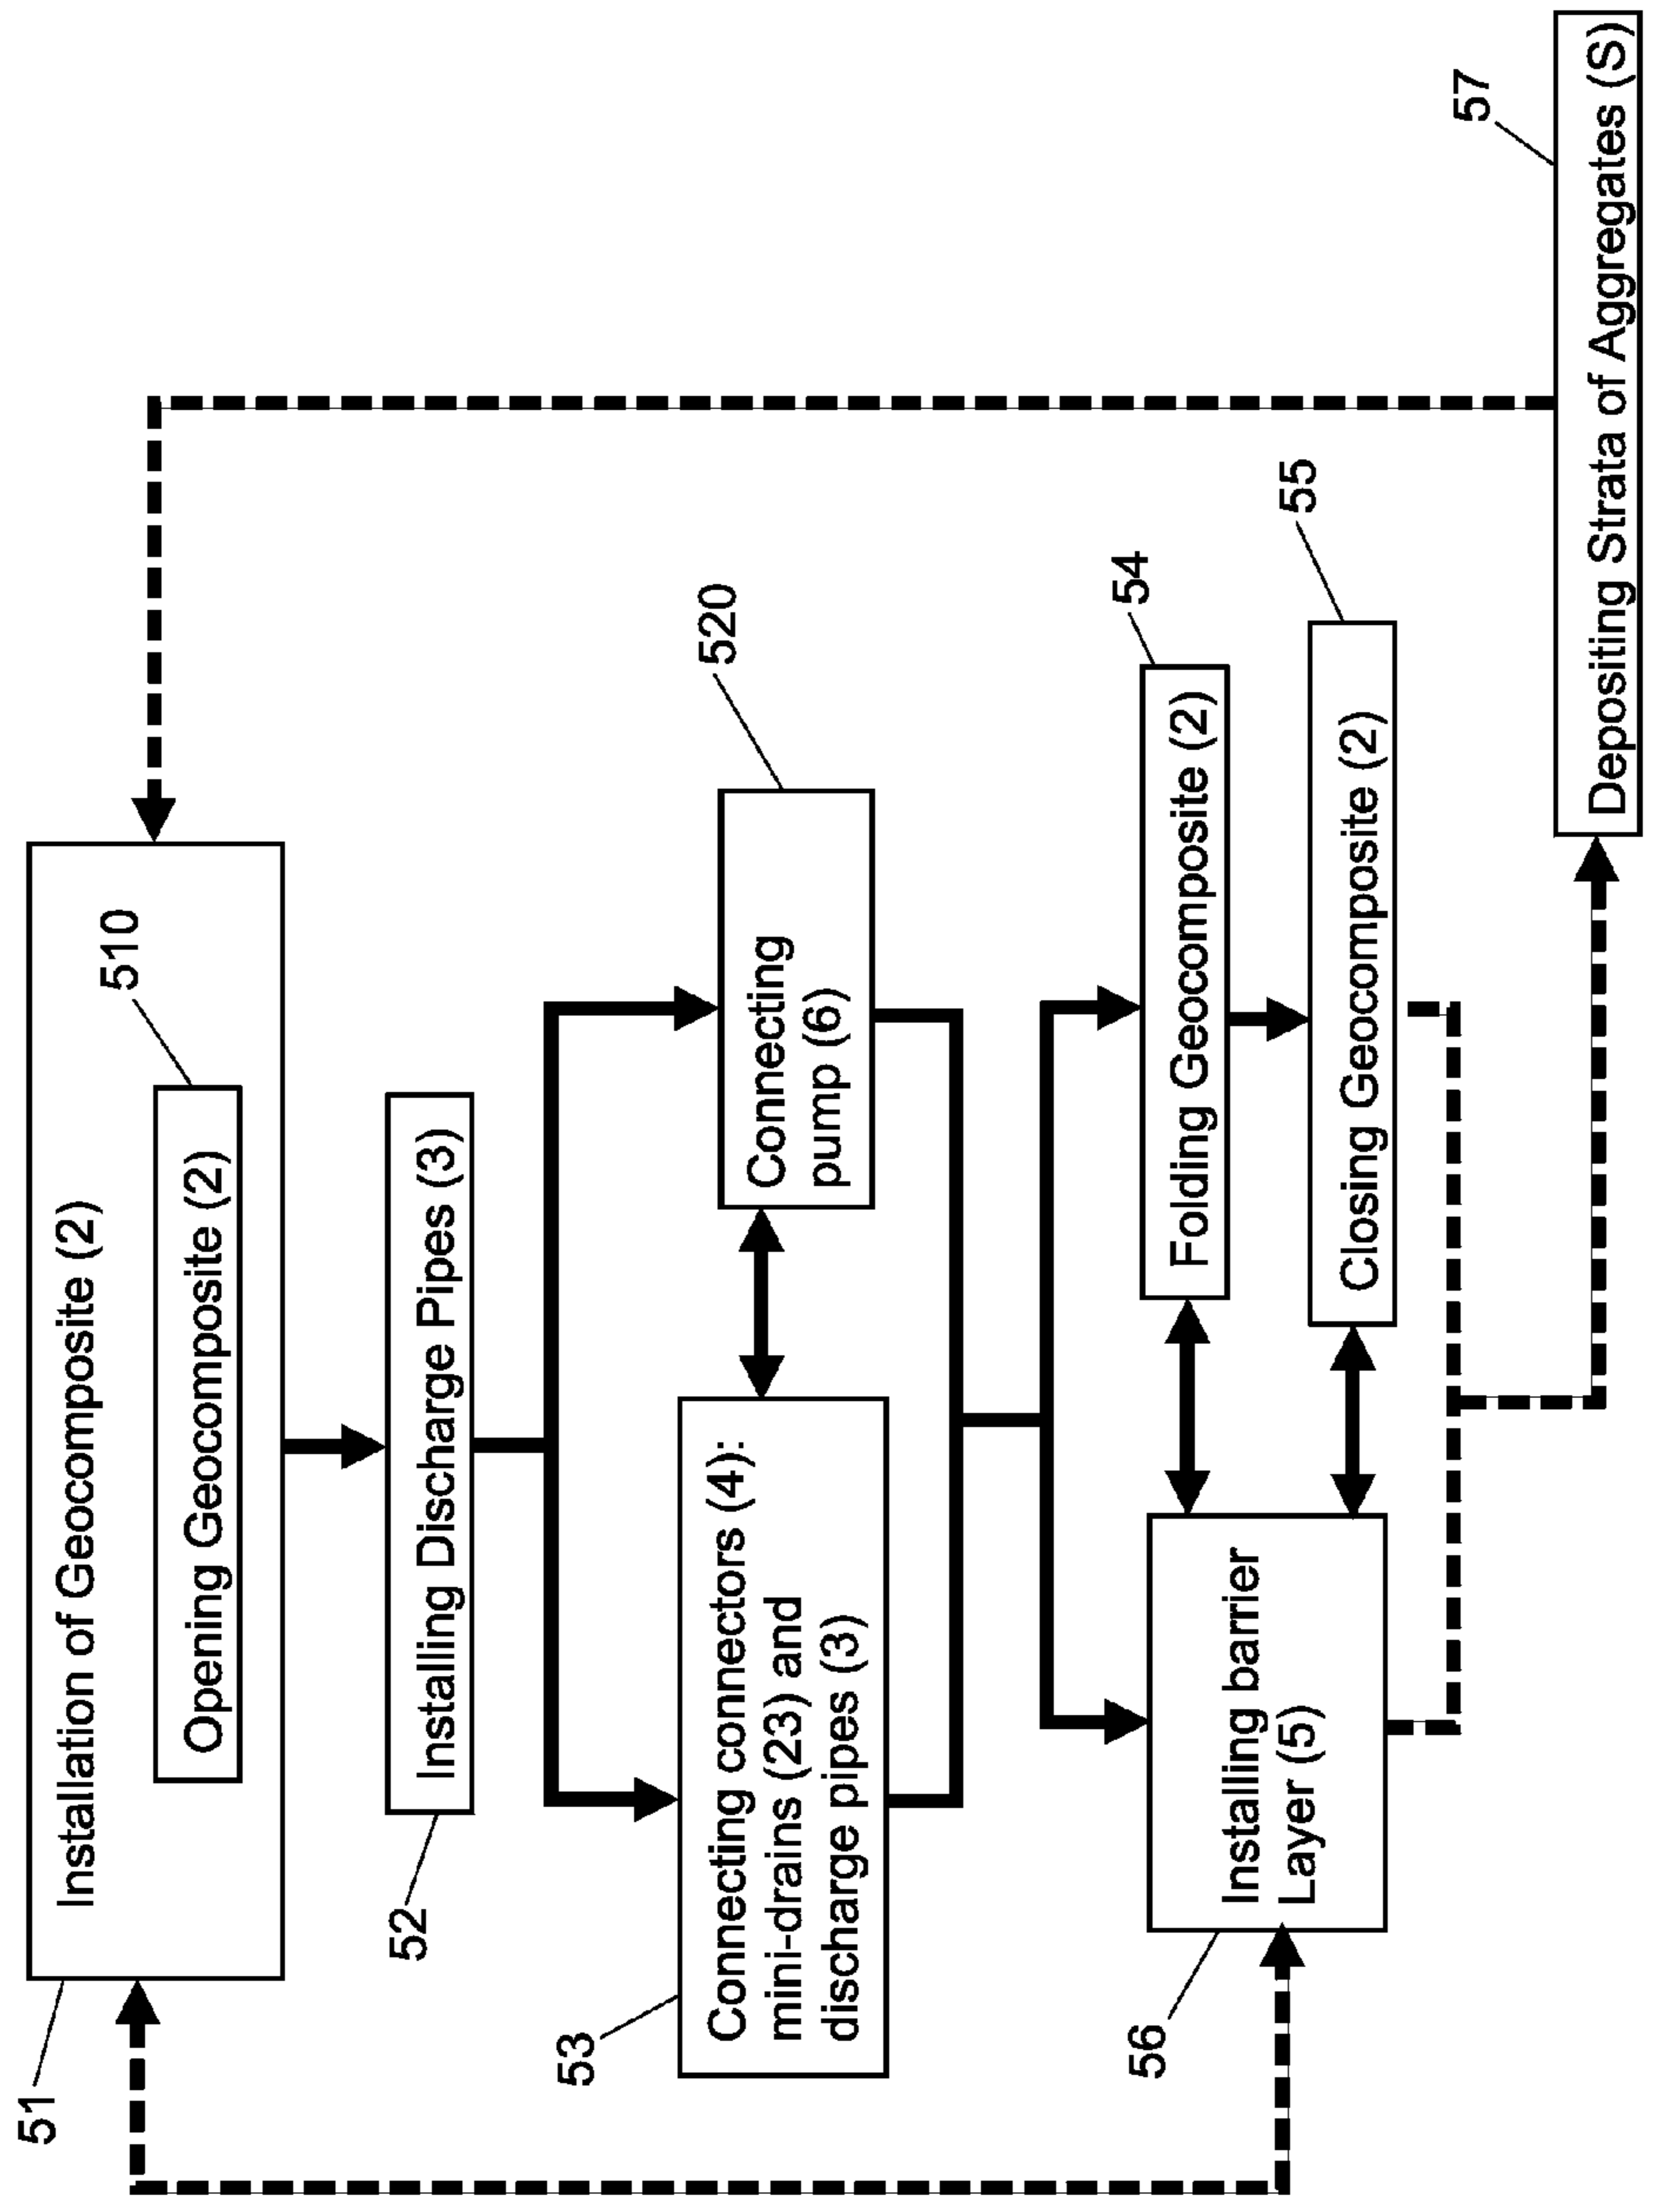 51
Installation of Geocomposite (2)
510
Opening Geocomposite (2)
52
Installing Discharge Pipes (3)
53
Connecting connectors (4):
mini-drains (23) and
discharge pipes (3)
520
Connecting
pump (6)
56
Installing barrier
Layer (5)
54
Folding Geocomposite (2)
55
Closing Geocomposite (2)
57
Depositing Strata of Aggregates (S)